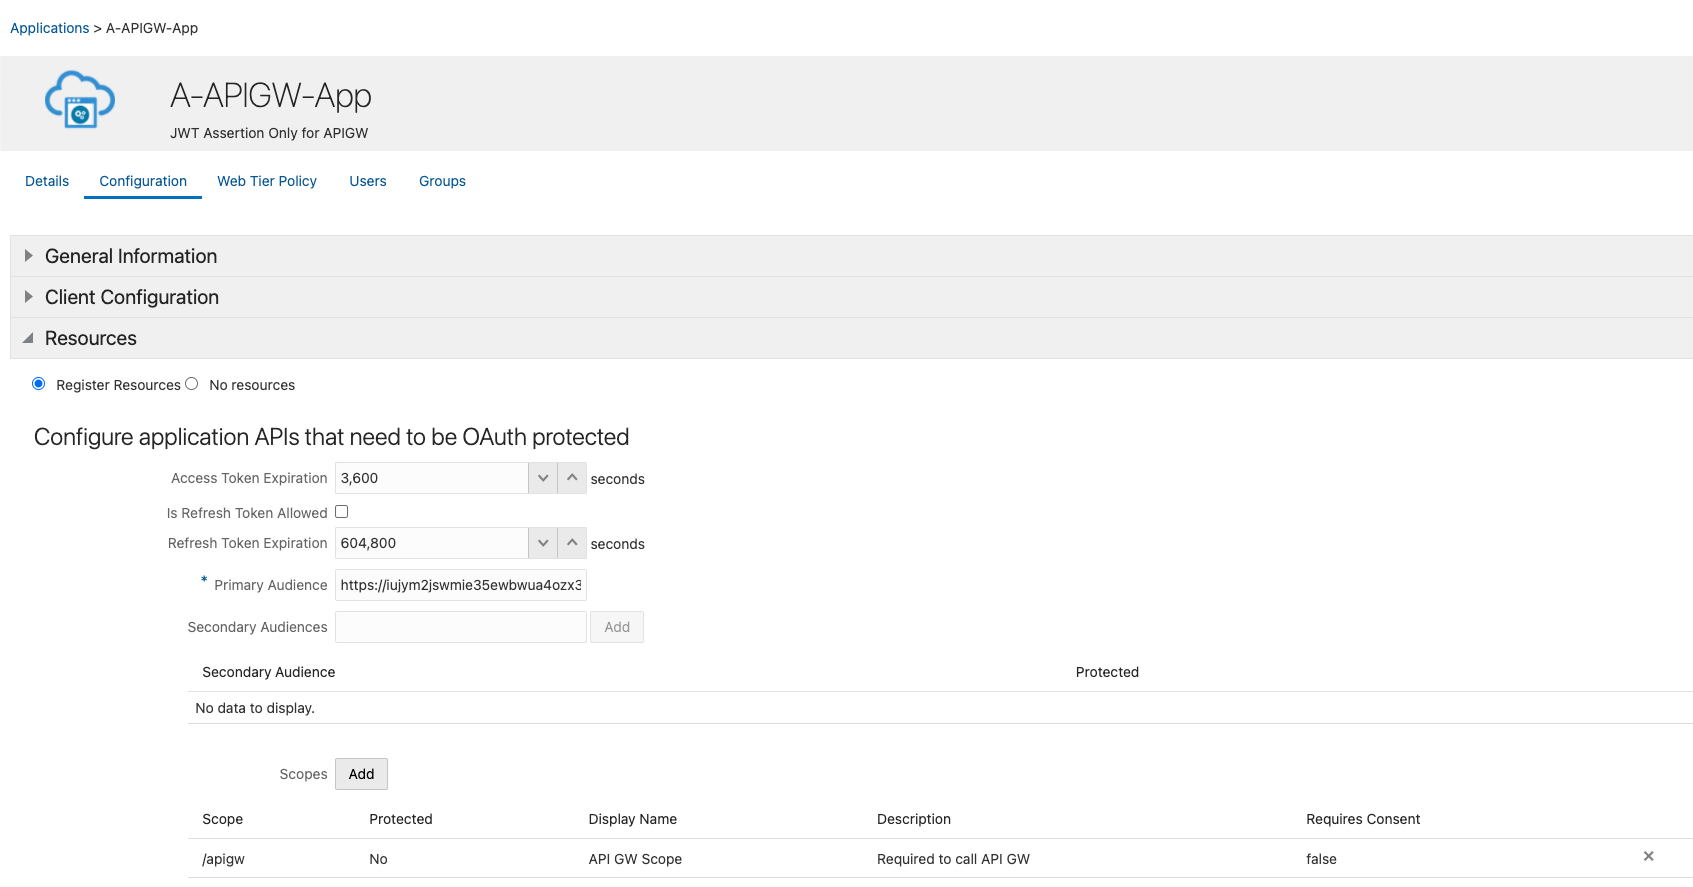 Applications > A-APIGW-App
A-APIGW-App
JWT Assertion Only for APIGW
Details Configuration Web Tier Policy Users Groups
General Information
Client Configuration
Resources
Register Resources No resources
Configure application APIs that need to be OAuth protected
Access Token Expiration 3,600 seconds
Is Refresh Token Allowed
Refresh Token Expiration 604,800 seconds
* Primary Audience https://iujym2jswmie35ewbwua4ozx3
Secondary Audiences Add
Secondary Audience Protected
No data to display.
Scopes Add
Scope Protected Display Name Description Requires Consent
/apigw No API GW Scope Required to call API GW false